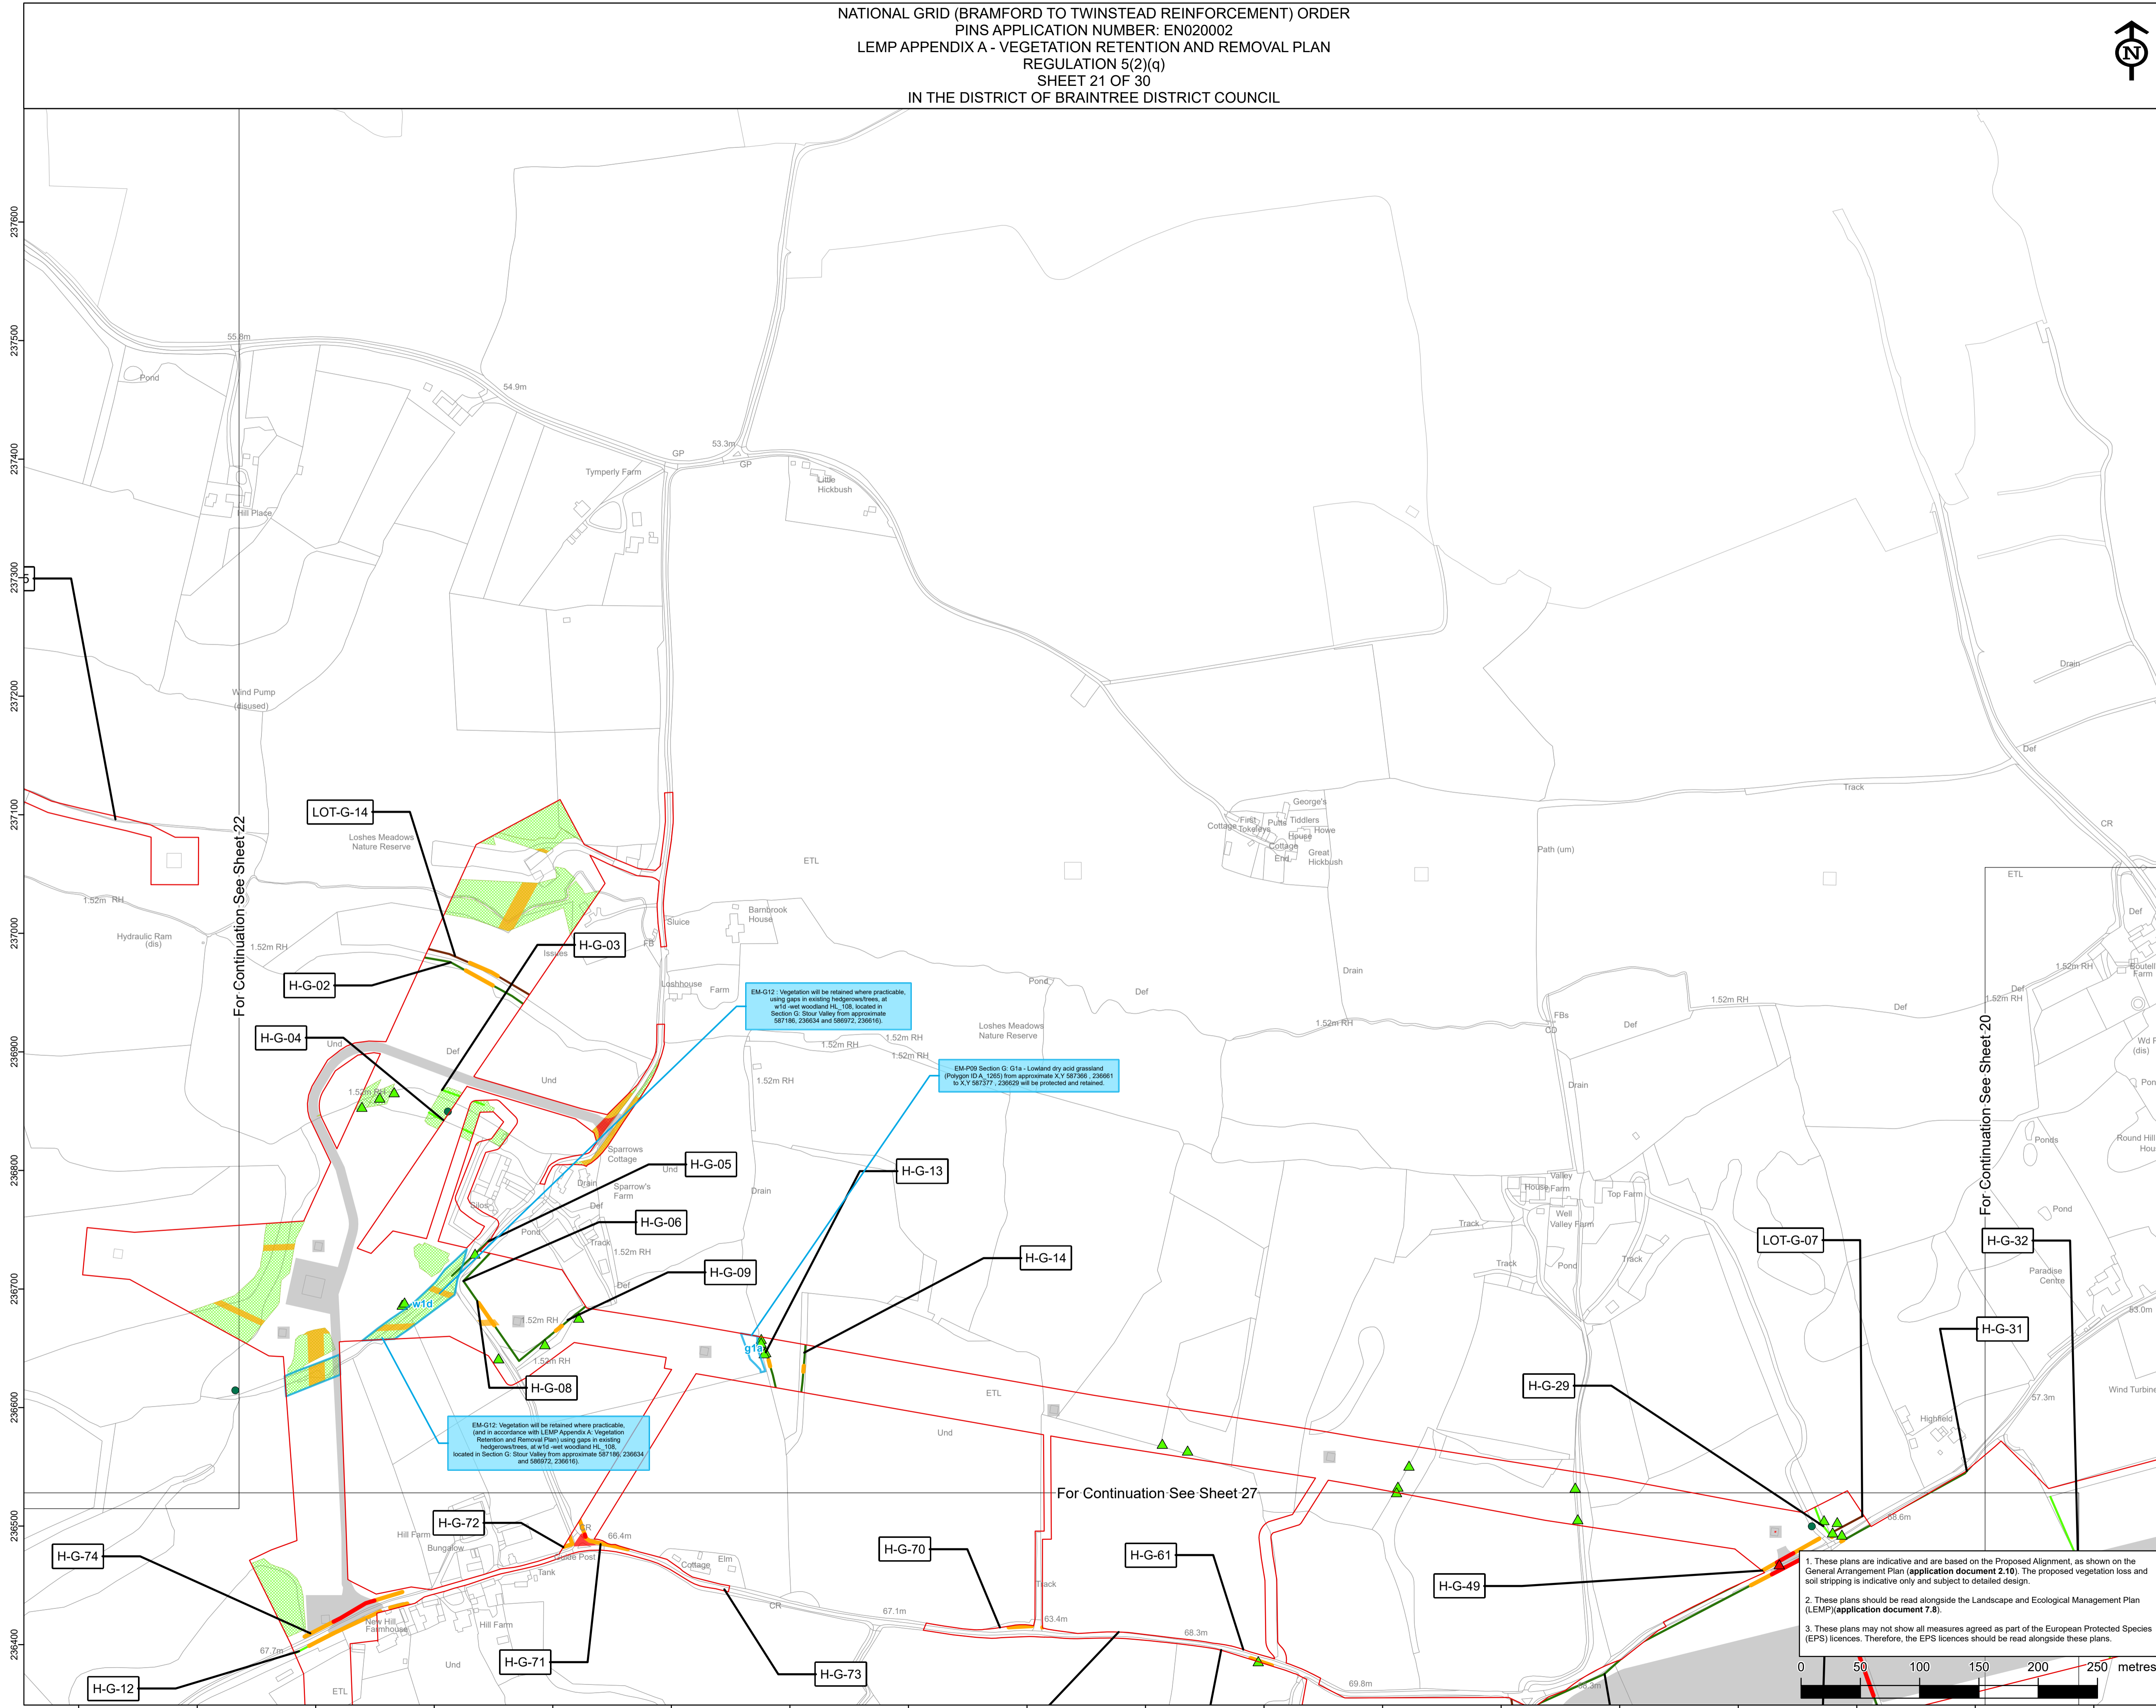 NATIONAL GRID (BRAMFORD TO TWINSTEAD REINFORCEMENT) ORDER
PINS APPLICATION NUMBER: EN020002
LEMP APPENDIX A - VEGETATION RETENTION AND REMOVAL PLAN
REGULATION 5(2)(q)
SHEET 21 OF 30
IN THE DISTRICT OF BRAINTREE DISTRICT COUNCIL
N
237600
237500
55.8m
Pond
54.9m
237400
53.3m
GP
GP
Tymperly Farm
Little
Hickbush
Hill Place
237300
5
237200
Wind Pump
(disused)
Drain
Def
237100
For Continuation See Sheet 22
LOT-G-14
Loshes Meadows
Nature Reserve
Track
George's
First
Tiddlers
Cottage
Tokeleys
Putts
House
Howe
Cottage
End
Great
Hickbush
CR
Path (um)
ETL
ETL
1.52m RH
237000
Hydraulic Ram
(dis)
1.52m RH
Sluice
Barnbrook
House
FB
Issues
H-G-03
H-G-02
Def
1.52m RH
Boutell
Farm
Loshhouse
Farm
Drain
Pond
Def
Def
1.52m RH
1.52m RH
Def
EM-G12 : Vegetation will be retained where practicable,
using gaps in existing hedgerows/trees, at
w1d -wet woodland HL_108, located in
Section G: Stour Valley from approximate
587186, 236634 and 586972, 236616).
Loshes Meadows
Nature Reserve
1.52m RH
FBs
CD
Def
H-G-04
236900
Und
Def
1.52m RH
1.52m RH
1.52m RH
Wd P
(dis)
For Continuation See Sheet 20
EM-P09 Section G: G1a - Lowland dry acid grassland
(Polygon ID A_1265) from approximate X,Y 587366 , 236661
to X,Y 587377 , 236629 will be protected and retained.
Und
1.52m RH
1.52m RH
Drain
Pon
236800
Sparrows
Cottage
Und
H-G-05
H-G-13
Ponds
Round Hill
Hou
Drain
Sparrow's
Farm
Drain
Valley
House
Farm
Top Farm
Silos
Def
Well
Valley Farm
Pond
H-G-06
Track
Pond
Track
1.52m RH
LOT-G-07
H-G-32
H-G-14
Track
Pond
Track
H-G-09
Def
Paradise
Centre
236700
w1d
1.52m RH
53.0m
H-G-31
g1a
1.52m RH
H-G-08
H-G-29
ETL
57.3m
Wind Turbine
236600
Highfield
EM-G12: Vegetation will be retained where practicable,
(and in accordance with LEMP Appendix A: Vegetation
Retention and Removal Plan) using gaps in existing
hedgerows/trees, at w1d -wet woodland HL_108,
located in Section G: Stour Valley from approximate 587186, 236634
and 586972, 236616).
Und
For Continuation See Sheet 27
236500
H-G-72
CR
66.4m
68.6m
Hill Farm
Bungalow
Guide Post
H-G-74
H-G-70
H-G-61
Cottage
Elm
Tank
Track
H-G-49
CR
67.1m
63.4m
New Hill
Farmhouse
Hill Farm
68.3m
236400
67.7m
Und
H-G-71
H-G-73
H-G-12
ETL
69.8m
68.3m
1. These plans are indicative and are based on the Proposed Alignment, as shown on the
General Arrangement Plan (application document 2.10). The proposed vegetation loss and
soil stripping is indicative only and subject to detailed design.
2. These plans should be read alongside the Landscape and Ecological Management Plan
(LEMP)(application document 7.8).
3. These plans may not show all measures agreed as part of the European Protected Species
(EPS) licences. Therefore, the EPS licences should be read alongside these plans.
0 50 100 150 200 250 metres